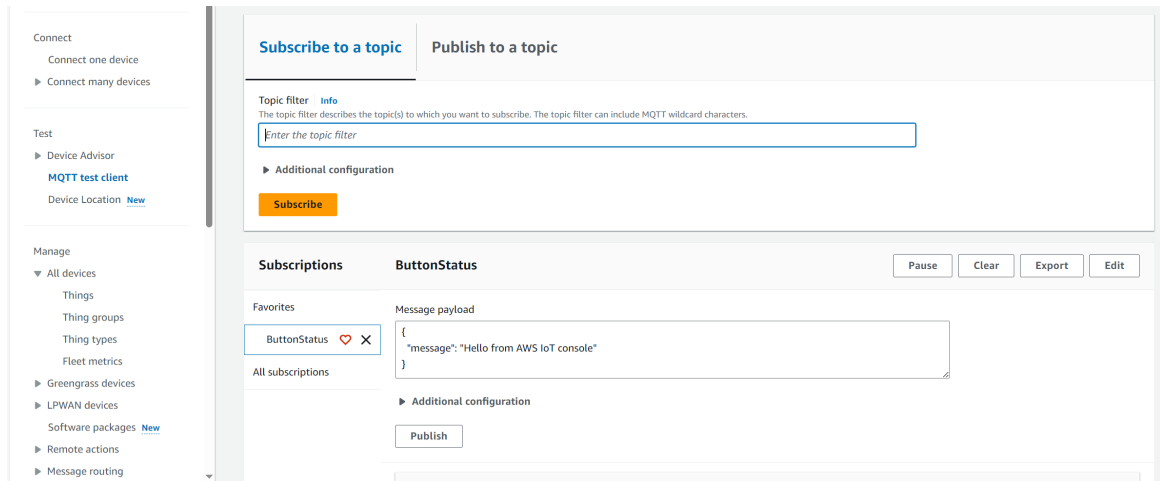 Connect
Connect one device
Connect many devices
Test
Device Advisor
MQTT test client
Device Location New
Manage
All devices
Things
Thing groups
Thing types
Fleet metrics
Greengrass devices
LPWAN devices
Software packages New
Remote actions
Message routing
Subscribe to a topic
Publish to a topic
Topic filter Info
The topic filter describes the topic(s) to which you want to subscribe. The topic filter can include MQTT wildcard characters.
Enter the topic filter
Additional configuration
Subscribe
Subscriptions
Favorites
ButtonStatus
All subscriptions
ButtonStatus
Pause
Clear
Export
Edit
Message payload
{
"message": "Hello from AWS IoT console"
}
Additional configuration
Publish